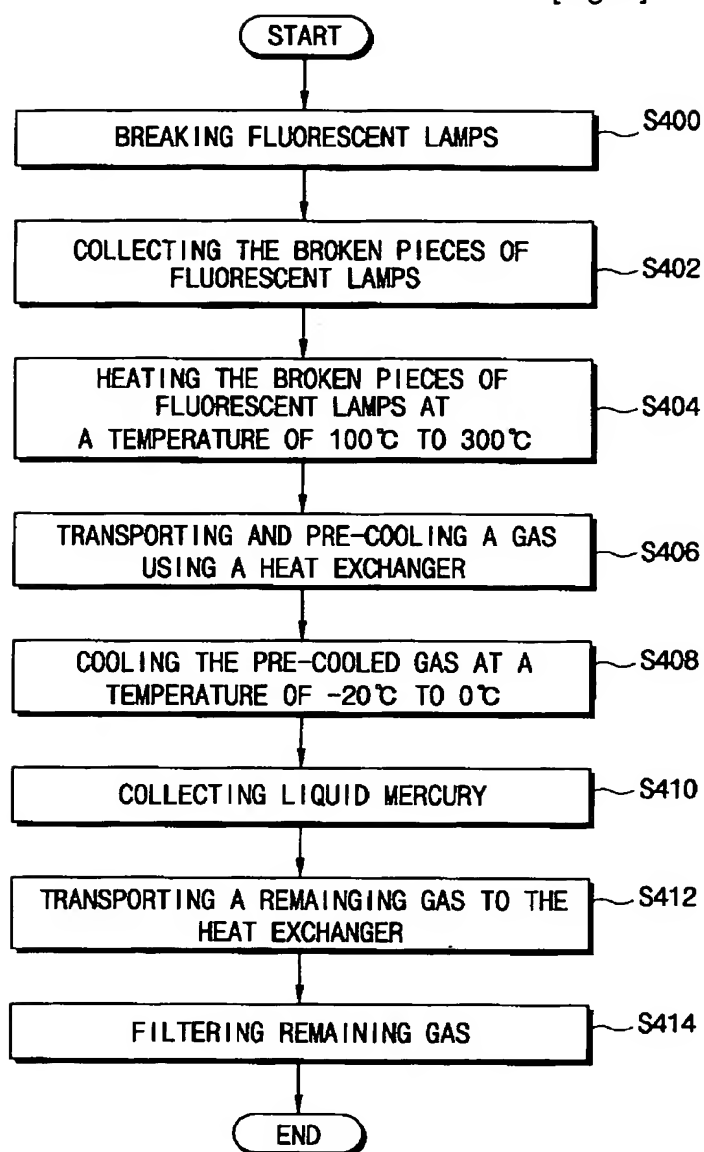 START
BREAKING FLUORESCENT LAMPS
S400
COLLECTING THE BROKEN PIECES OF
FLUORESCENT LAMPS
S402
HEATING THE BROKEN PIECES OF
FLUORESCENT LAMPS AT
A TEMPERATURE OF 100℃ TO 300℃
S404
TRANSPORTING AND PRE-COOLING A GAS
USING A HEAT EXCHANGER
S406
COOLING THE PRE-COOLED GAS AT A
TEMPERATURE OF -20℃ TO 0℃
S408
COLLECTING LIQUID MERCURY
S410
TRANSPORTING A REMAINGING GAS TO THE
HEAT EXCHANGER
S412
FILTERING REMAINING GAS
S414
END